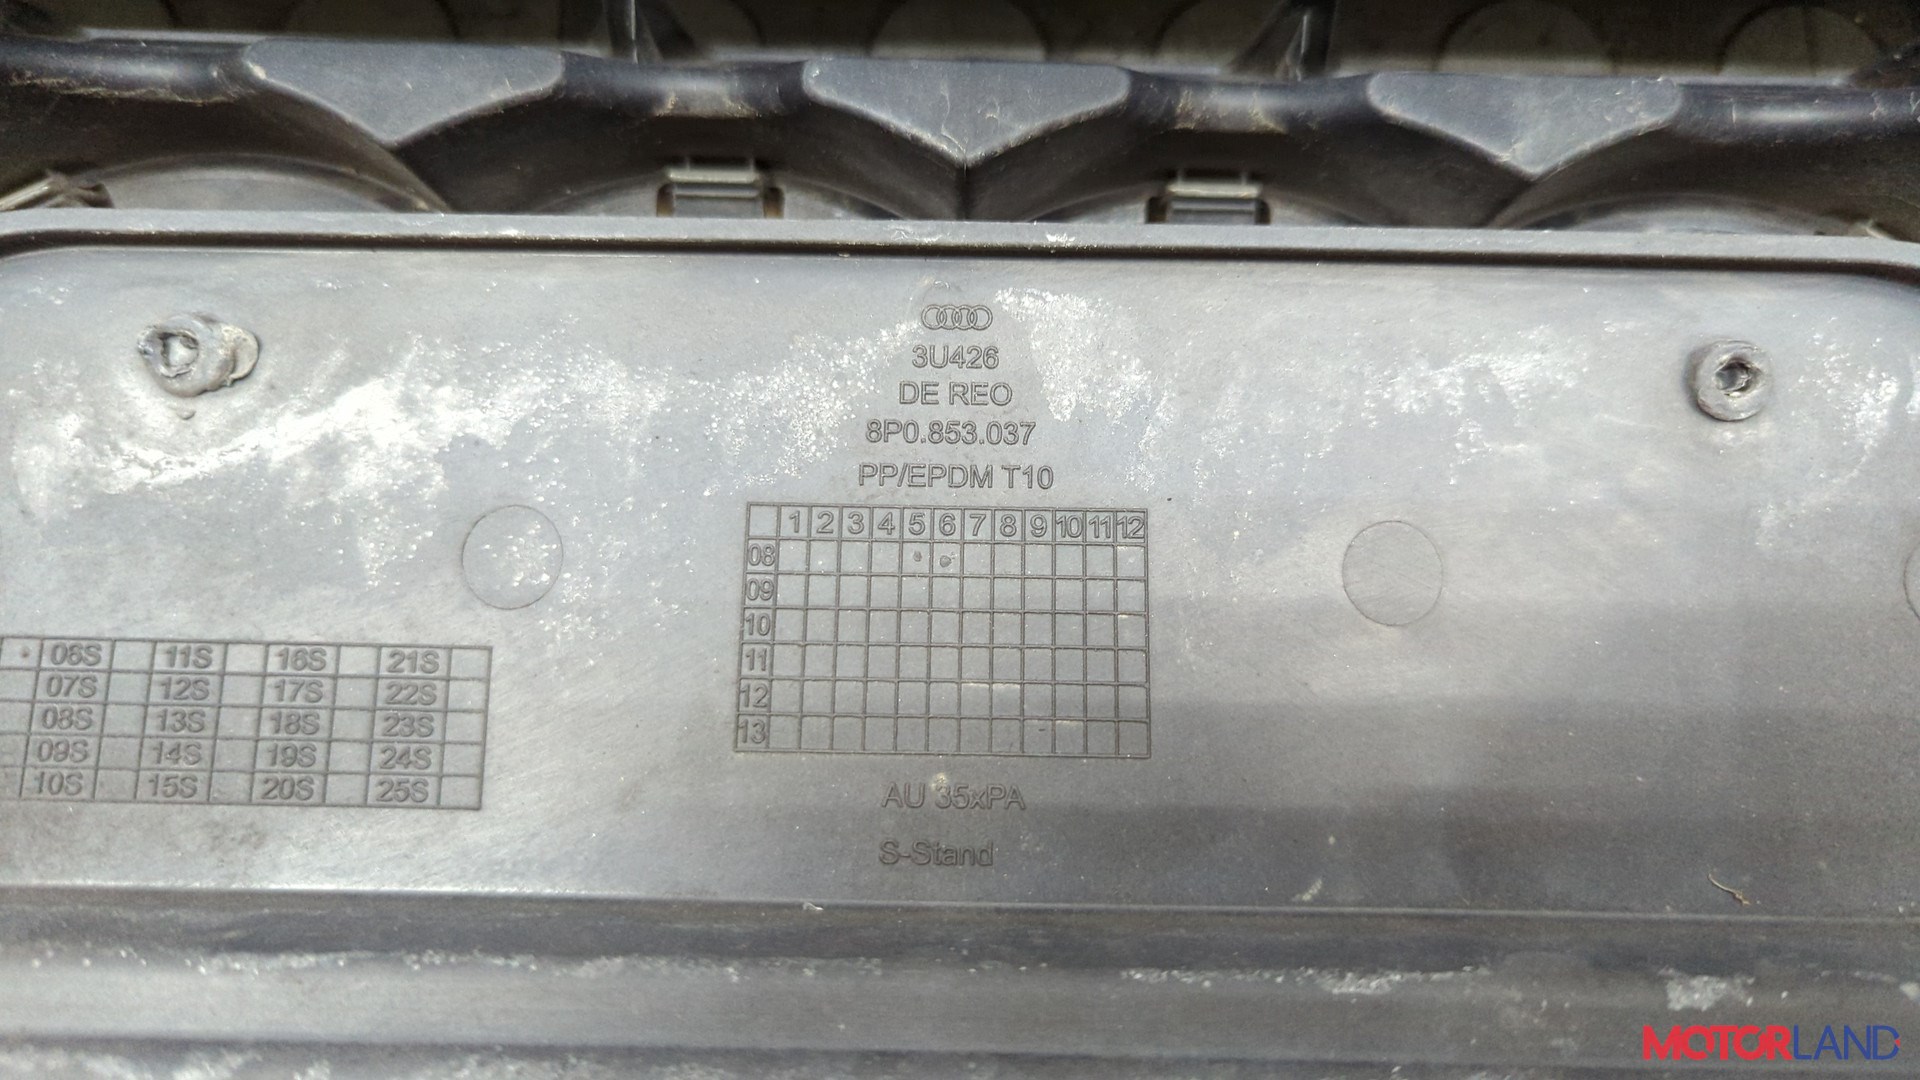 3U426
DE REO
8P0.853.037
PP/EPDM T10
1 2 3 4 5 6 7 8 9 10 11 12
08
09
10
11
12
13
06S 11S 16S 21S
07S 12S 17S 22S
08S 13S 18S 23S
09S 14S 19S 24S
10S 15S 20S 25S
AU 35xPA
S-Stand
MOTORLAND